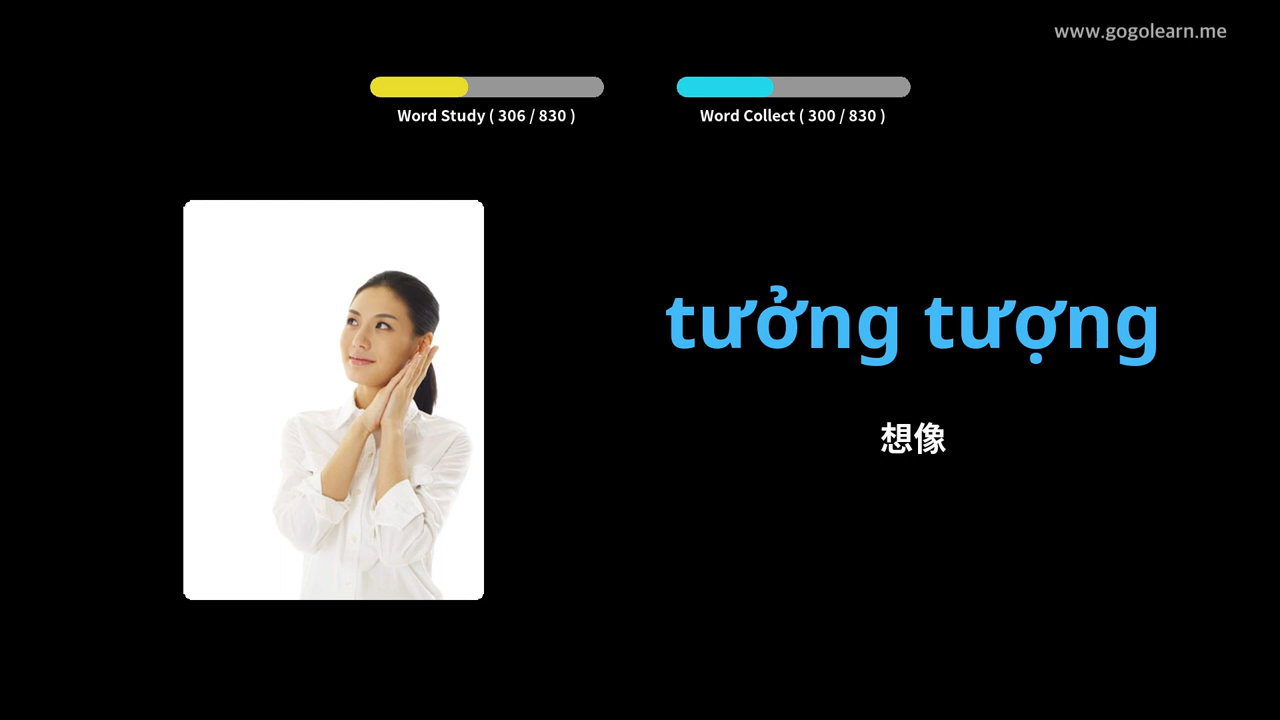 www.gogolearn.me
Word Study ( 306 / 830 )
Word Collect ( 300 / 830 )
tưởng tượng
想像